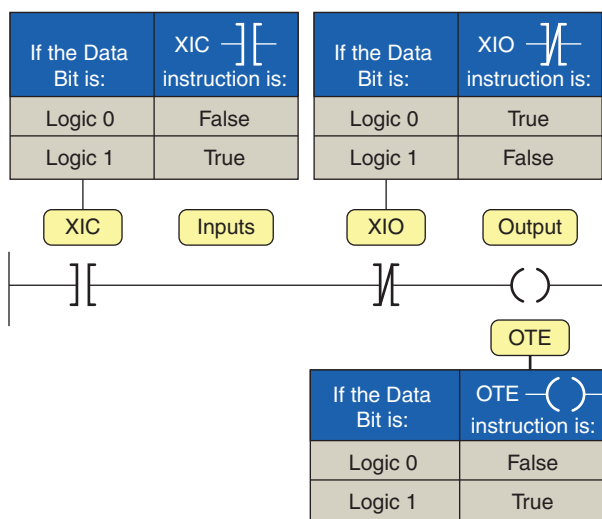 If the Data
Bit is:
XIC
instruction is:
Logic 0
False
Logic 1
True
If the Data
Bit is:
XIO
instruction is:
Logic 0
True
Logic 1
False
XIC
Inputs
XIO
Output
OTE
If the Data
Bit is:
OTE
instruction is:
Logic 0
False
Logic 1
True